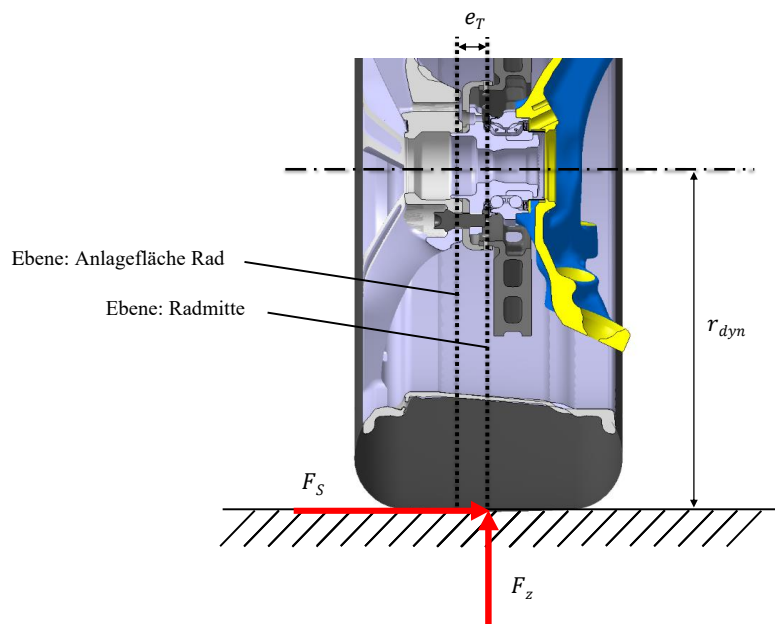 e_T
Ebene: Anlagefläche Rad
Ebene: Radmitte
r_dyn
F_S
F_z